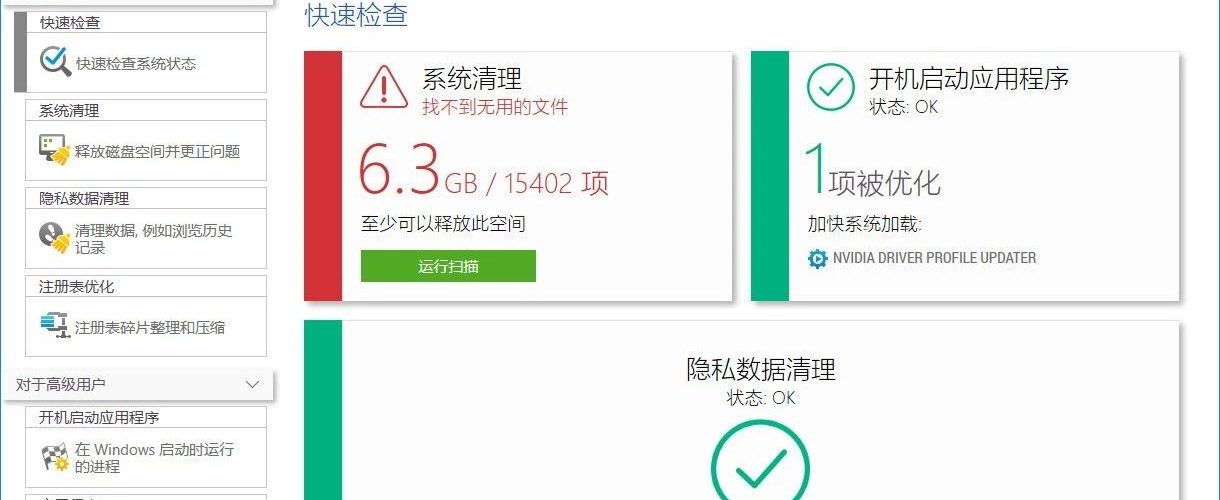 快速检查
快速检查系统状态
系统清理
释放磁盘空间并更正问题
隐私数据清理
清理数据, 例如浏览历史
记录
注册表优化
注册表碎片整理和压缩
对于高级用户
开机启动应用程序
在 Windows 启动时运行
的进程
快速检查
系统清理
找不到无用的文件
6.3 GB / 15402 项
至少可以释放此空间
运行扫描
开机启动应用程序
状态: OK
1项被优化
加快系统加载:
NVIDIA DRIVER PROFILE UPDATER
隐私数据清理
状态: OK